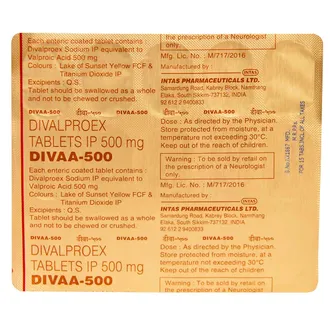 Each enteric coated tablet contains :
Divalproex Sodium IP equivalent to
Valproic Acid 500 mg
Colours : Lake of Sunset Yellow FCF &
Titanium Dioxide IP
Excipients : Q.S.
Tablet should be swallowed as a whole
and not to be chewed or crushed.
DIVAA-500
DIVAA-500
DIVALPROEX
TABLETS IP 500 mg
DIVAA-500
Each enteric coated tablet contains :
Divalproex Sodium IP equivalent to
Valproic Acid 500 mg
Colours : Lake of Sunset Yellow FCF &
Titanium Dioxide IP
Excipients : Q.S.
Tablet should be swallowed as a whole
and not to be chewed or crushed.
DIVAA-500
DIVAA-500
DIVALPROEX
TABLETS IP 500 mg
DIVAA-500
the prescription of a Neurologist
only.
Mfg. Lic. No. : M/717/2016
INTAS
INTAS PHARMACEUTICALS LTD.
Samardung Road, Kabrey Block, Namthang
Elaka, South Sikkim-737132, INDIA
Dose : As directed by the Physician.
Store protected from moisture, at a
temperature not exceeding 30°C.
Keep out of the reach of children.
Warning : To be sold by retail on
the prescription of a Neurologist
only.
Mfg. Lic. No. : M/717/2016
INTAS
INTAS PHARMACEUTICALS LTD.
Samardung Road, Kabrey Block, Namthang
Elaka, South Sikkim-737132, INDIA
Dose : As directed by the Physician.
Store protected from moisture, at a
temperature not exceeding 30°C.
Keep out of the reach of children.
Warning : To be sold by retail on
the prescription of a Neurologist